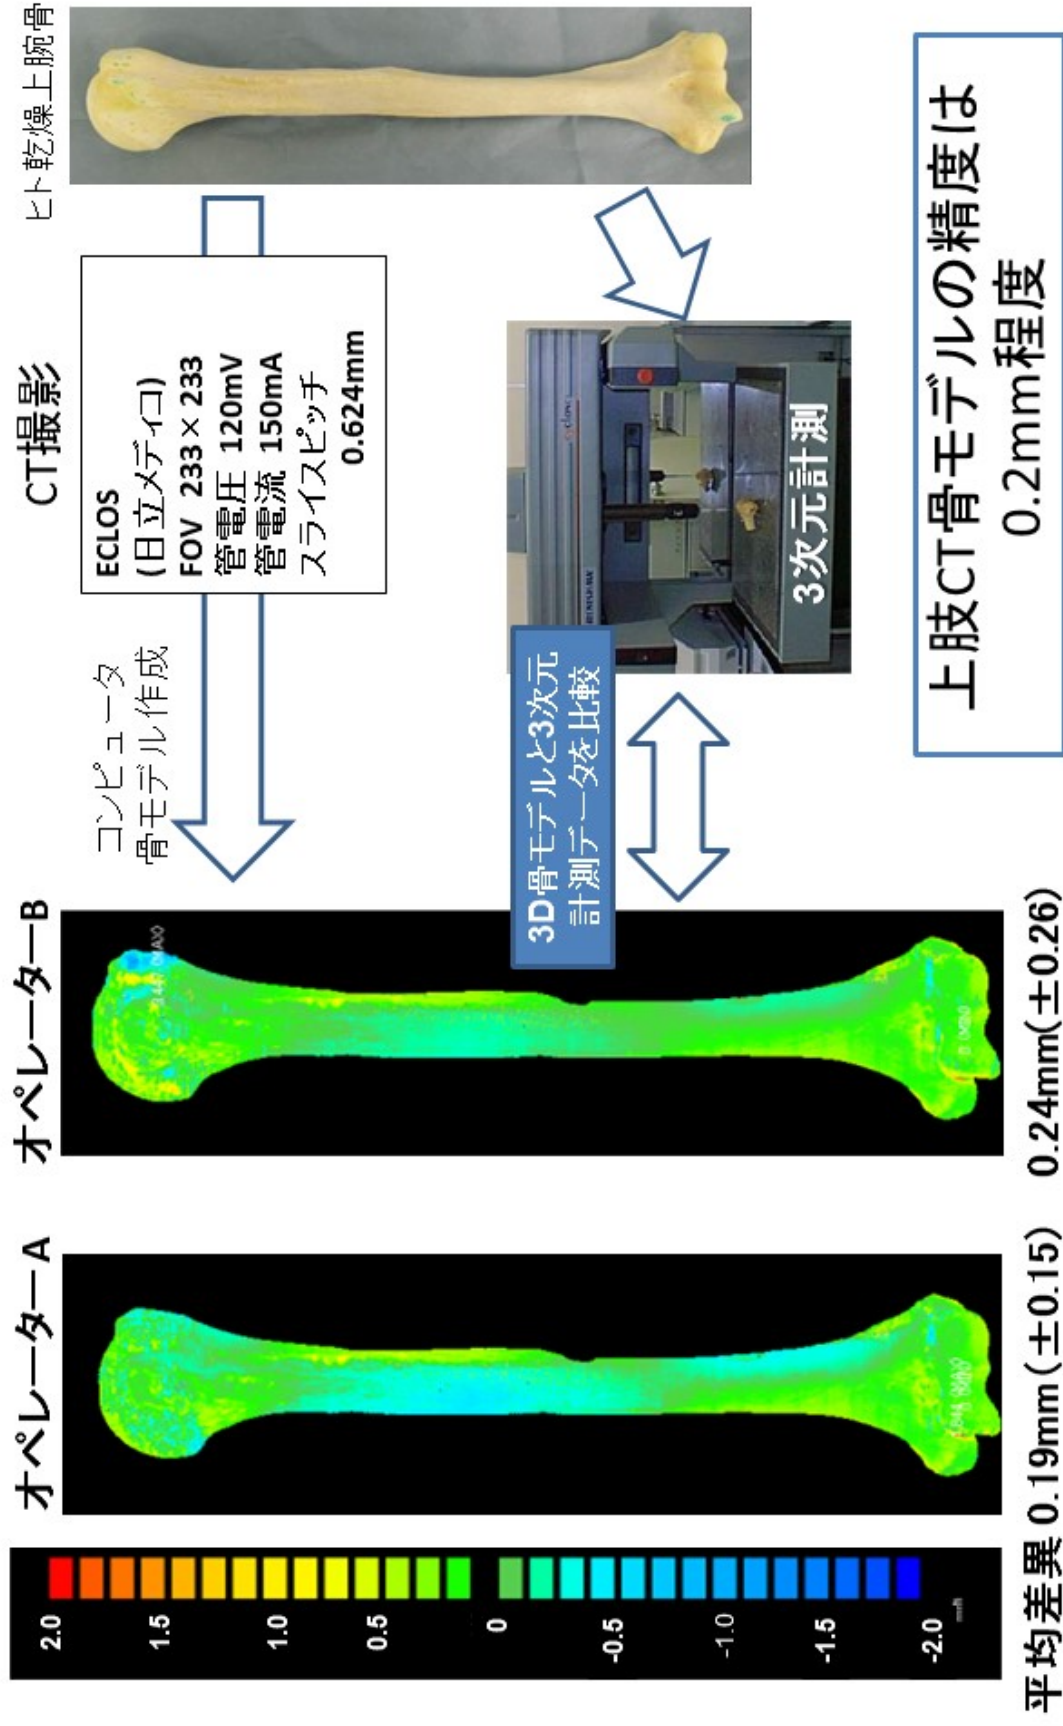 オペレーターA
オペレーターB
CT撮影
ヒト乾燥上腕骨
コンピュータ
骨モデル作成
ECLOS
(日立メディコ)
FOV 233×233
管電圧 120mV
管電流 150mA
スライスピッチ
0.624mm
2.0
1.5
1.0
0.5
0
-0.5
-1.0
-1.5
-2.0
3D骨モデルと3次元
計測データを比較
3次元計測
平均差異 0.19mm(±0.15)
0.24mm(±0.26)
上肢CT骨モデルの精度は
0.2mm程度